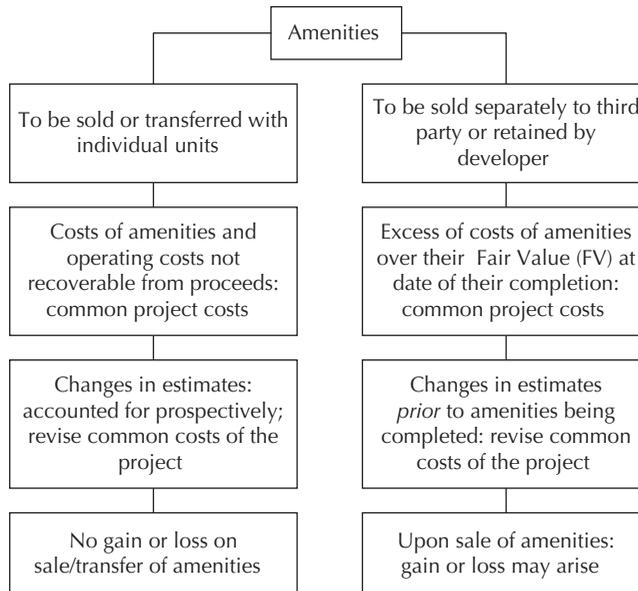 Amenities
To be sold or transferred with
individual units
To be sold separately to third
party or retained by
developer
Costs of amenities and
operating costs not
recoverable from proceeds:
common project costs
Excess of costs of amenities
over their Fair Value (FV) at
date of their completion:
common project costs
Changes in estimates:
accounted for prospectively;
revise common costs of the
project
Changes in estimates
prior to amenities being
completed: revise common
costs of the project
No gain or loss on
sale/transfer of amenities
Upon sale of amenities:
gain or loss may arise